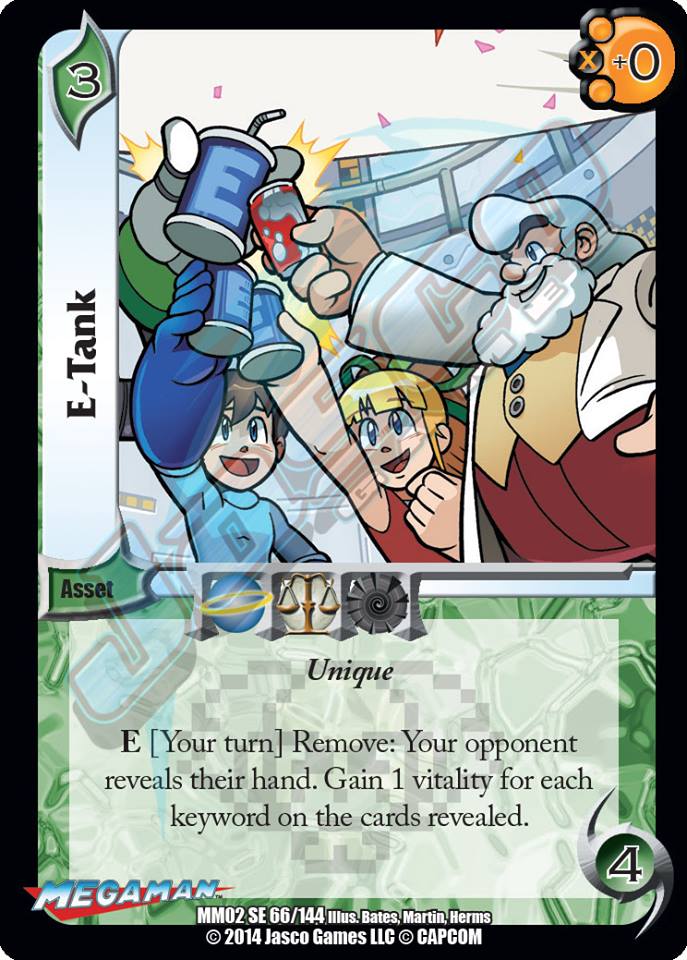 3
X +0
E
E
E
E-Tank
Asset
Unique
E [Your turn] Remove: Your opponent
reveals their hand. Gain 1 vitality for each
keyword on the cards revealed.
4
MEGAMAN™
MM02 SE 66/144 Illus. Bates, Martin, Herms
© 2014 Jasco Games LLC © CAPCOM